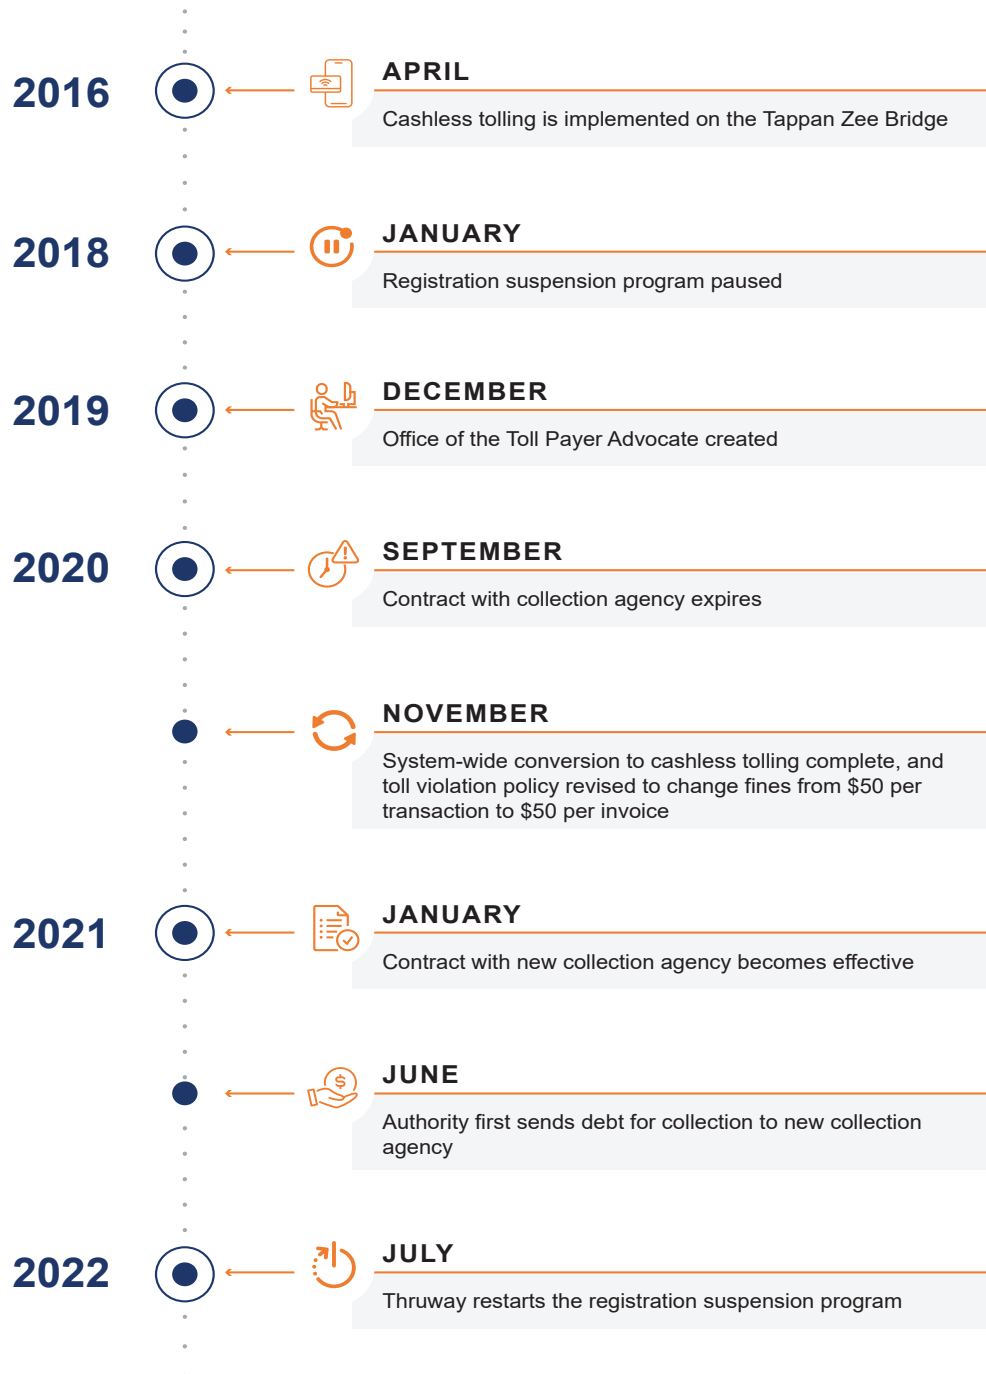 2016
APRIL
Cashless tolling is implemented on the Tappan Zee Bridge
2018
JANUARY
Registration suspension program paused
2019
DECEMBER
Office of the Toll Payer Advocate created
2020
SEPTEMBER
Contract with collection agency expires
NOVEMBER
System-wide conversion to cashless tolling complete, and
toll violation policy revised to change fines from $50 per
transaction to $50 per invoice
2021
JANUARY
Contract with new collection agency becomes effective
JUNE
$
Authority first sends debt for collection to new collection
agency
2022
JULY
Thruway restarts the registration suspension program